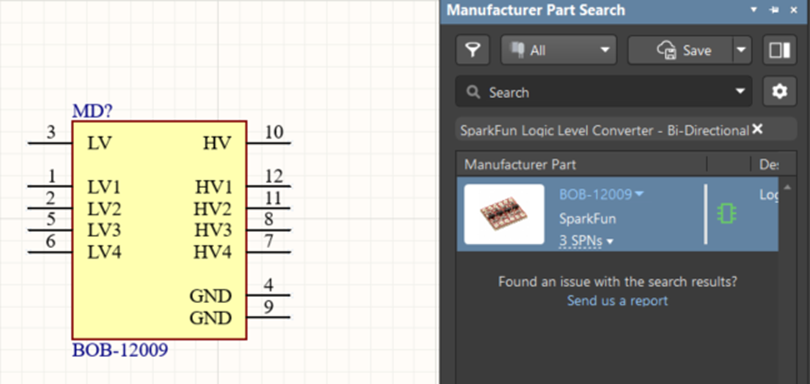 MD?
3 LV HV 10
1 LV1 HV1 12
2 LV2 HV2 11
5 LV3 HV3 8
6 LV4 HV4 7
GND 4
GND 9
BOB-12009
Manufacturer Part Search
All Save
Search
SparkFun Logic Level Converter - Bi-Directional
Manufacturer Part De
BOB-12009 Log
SparkFun
3 SPNs
Found an issue with the search results?
Send us a report